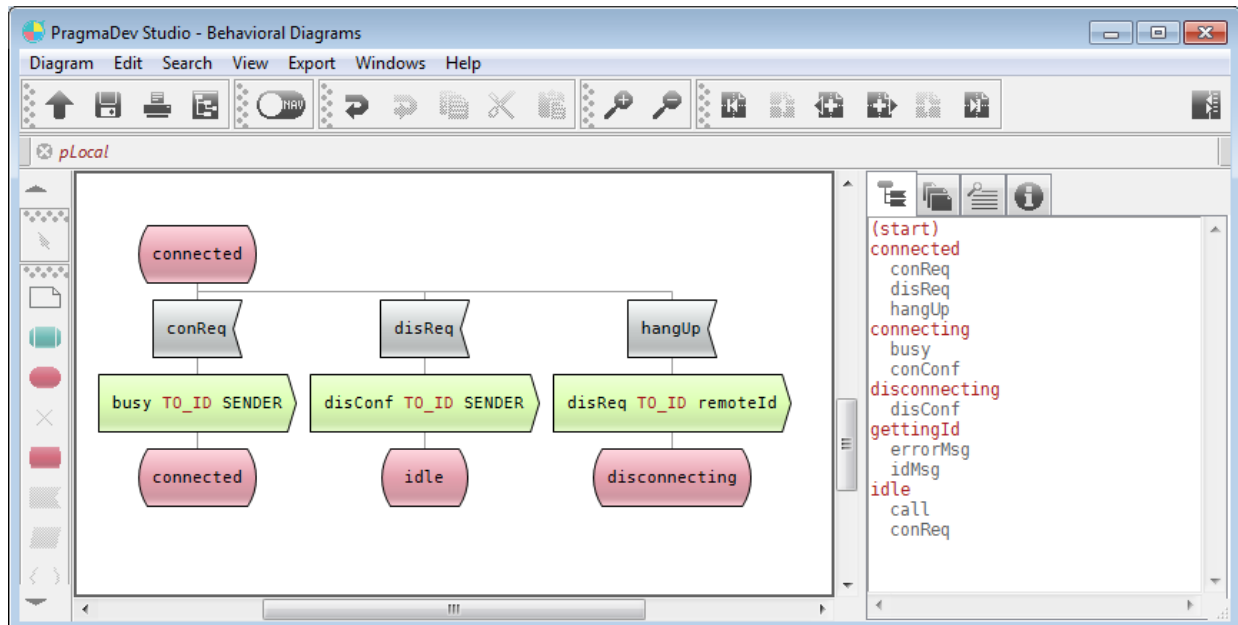 PragmaDev Studio - Behavioral Diagrams
Diagram Edit Search View Export Windows Help
NAV
pLocal
connected
conReq disReq hangUp
busy TO_ID SENDER disConf TO_ID SENDER disReq TO_ID remoteId
connected idle disconnecting
(start)
connected
conReq
disReq
hangUp
connecting
busy
conConf
disconnecting
disConf
gettingId
errorMsg
idMsg
idle
call
conReq